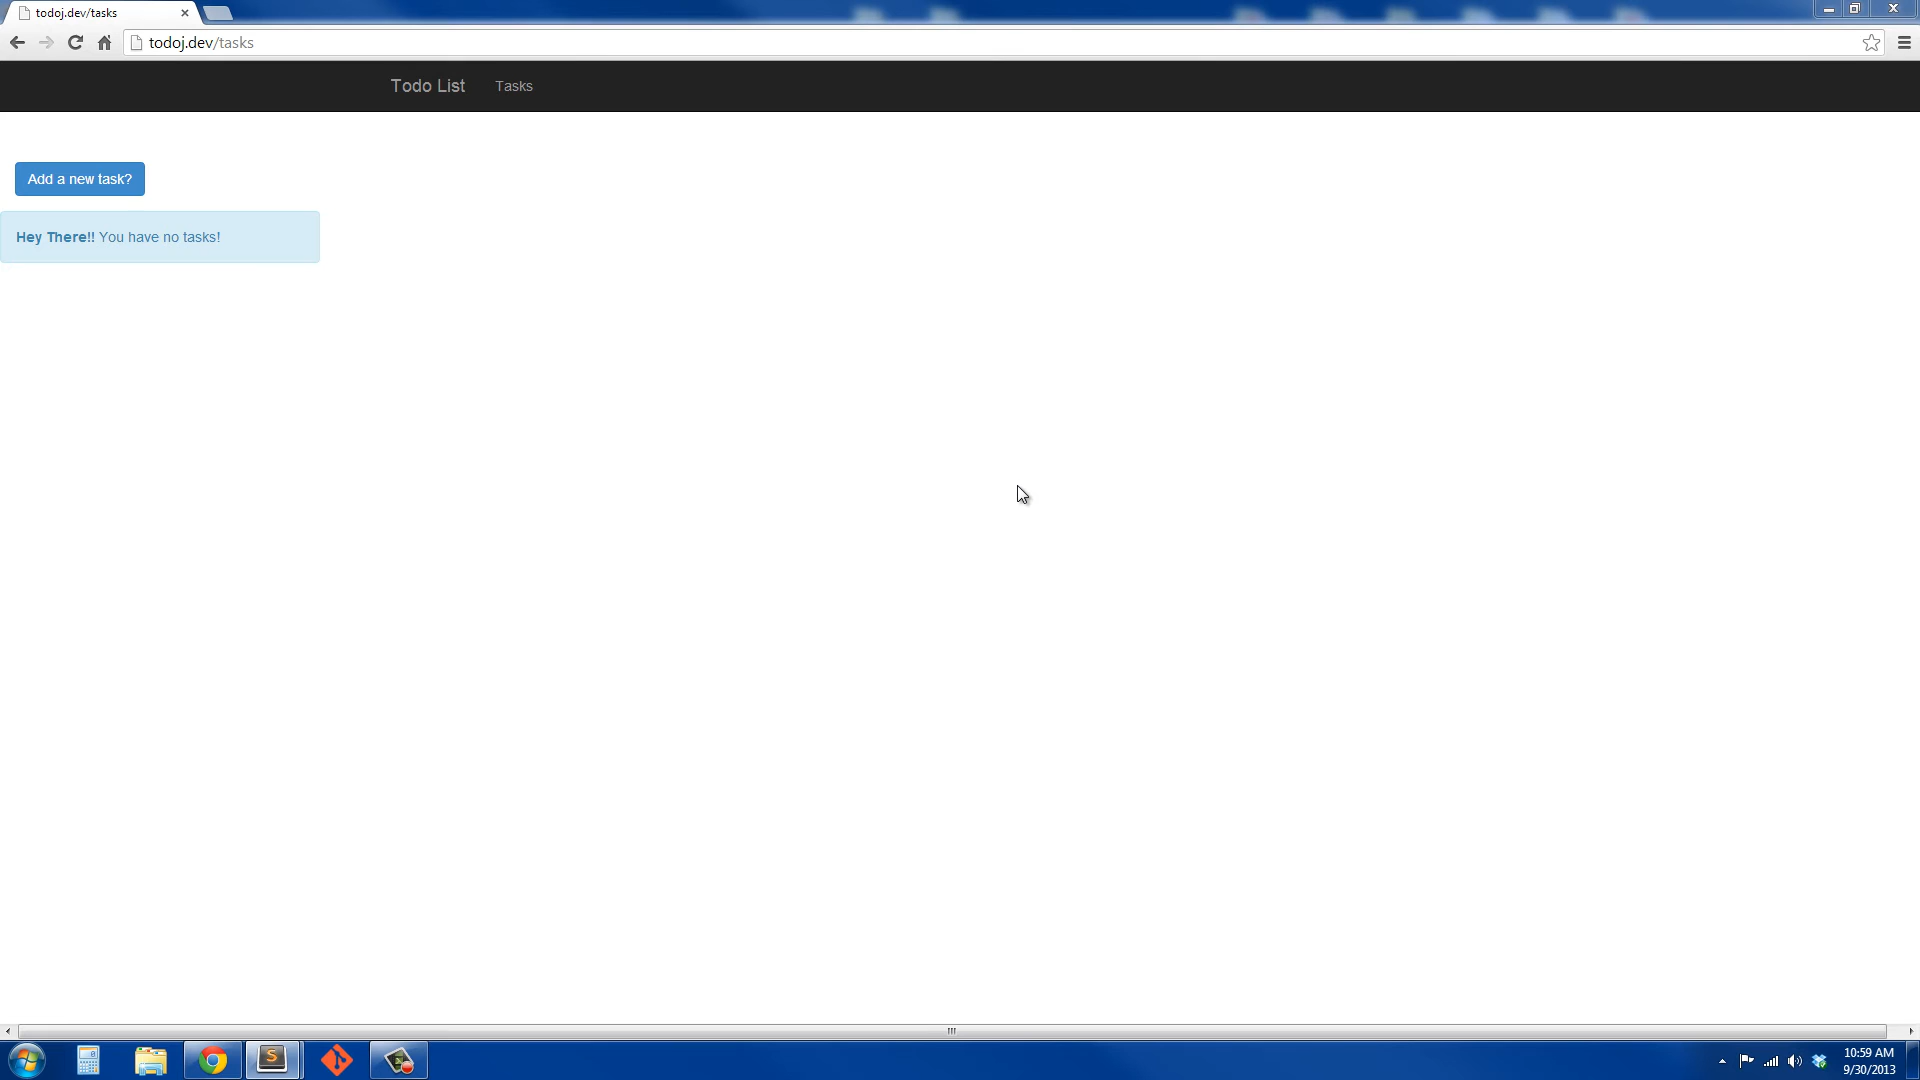 todoj.dev/tasks
todoj.dev/tasks
Todo List Tasks
Add a new task?
Hey There!! You have no tasks!
10:59 AM
9/30/2013